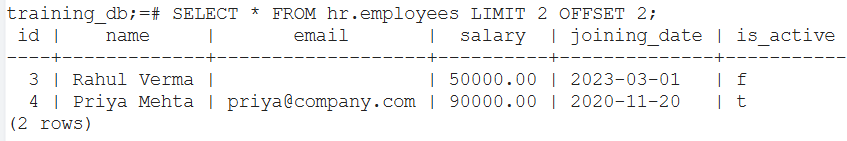 training_db;=# SELECT * FROM hr.employees LIMIT 2 OFFSET 2;
 id |    name     |       email       |  salary  | joining_date | is_active
----+-------------+-------------------+----------+--------------+-----------
  3 | Rahul Verma |                   | 50000.00 | 2023-03-01   | f
  4 | Priya Mehta | priya@company.com | 90000.00 | 2020-11-20   | t
(2 rows)